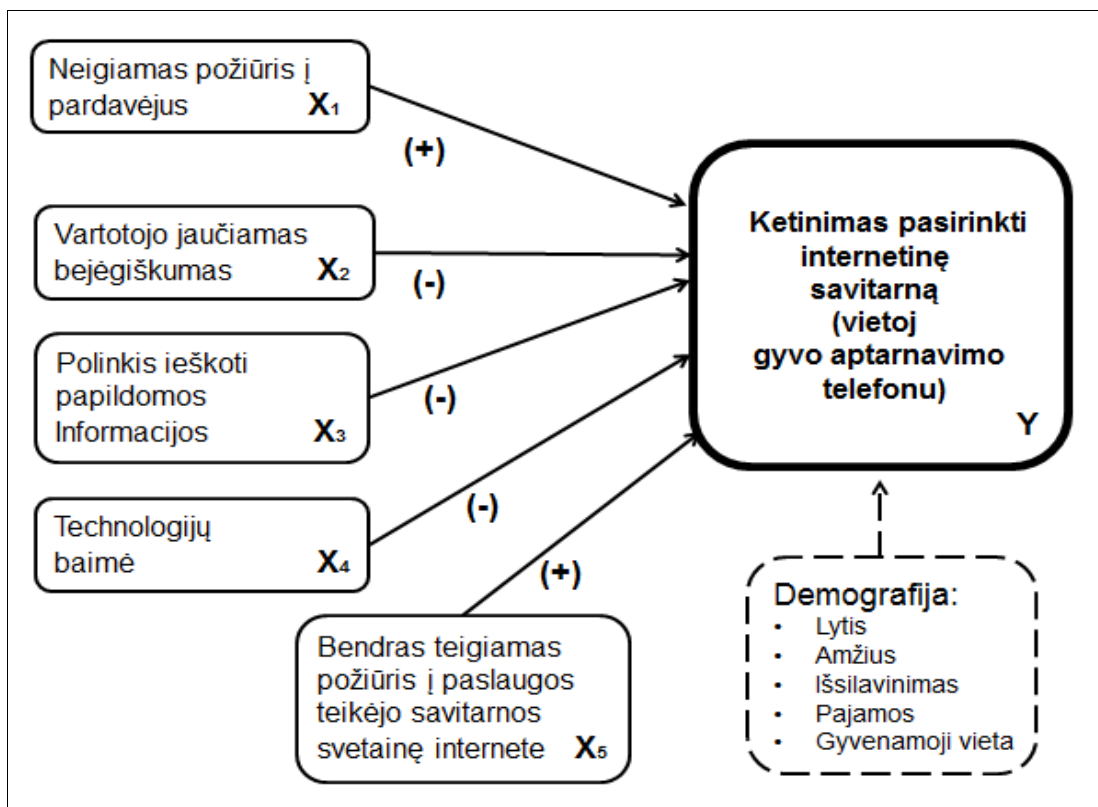 Neigiamas požiūris į
pardavėjus X1
(+)
Vartotojo jaučiamas
bejėgiškumas X2
(-)
Polinkis ieškoti
papildomos
Informacijos X3
(-)
Technologijų
baimė X4
(-)
Bendras teigiamas
požiūris į paslaugos
teikėjo savitarnos
svetainę internete X5
(+)
Ketinimas pasirinkti
internetinę
savitarną
(vietoj
gyvo aptarnavimo
telefonu)
Y
Demografija:
• Lytis
• Amžius
• Išsilavinimas
• Pajamos
• Gyvenamoji vieta